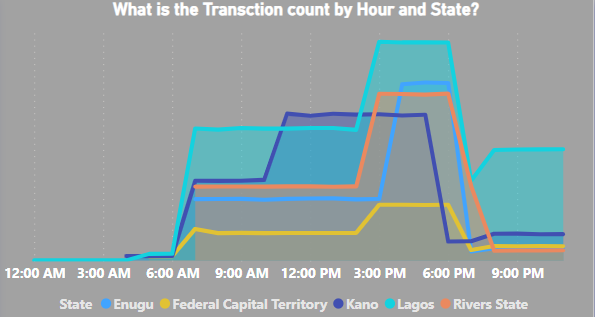 What is the Transction count by Hour and State?
12:00 AM 3:00 AM 6:00 AM 9:00 AM 12:00 PM 3:00 PM 6:00 PM 9:00 PM
State Enugu Federal Capital Territory Kano Lagos Rivers State